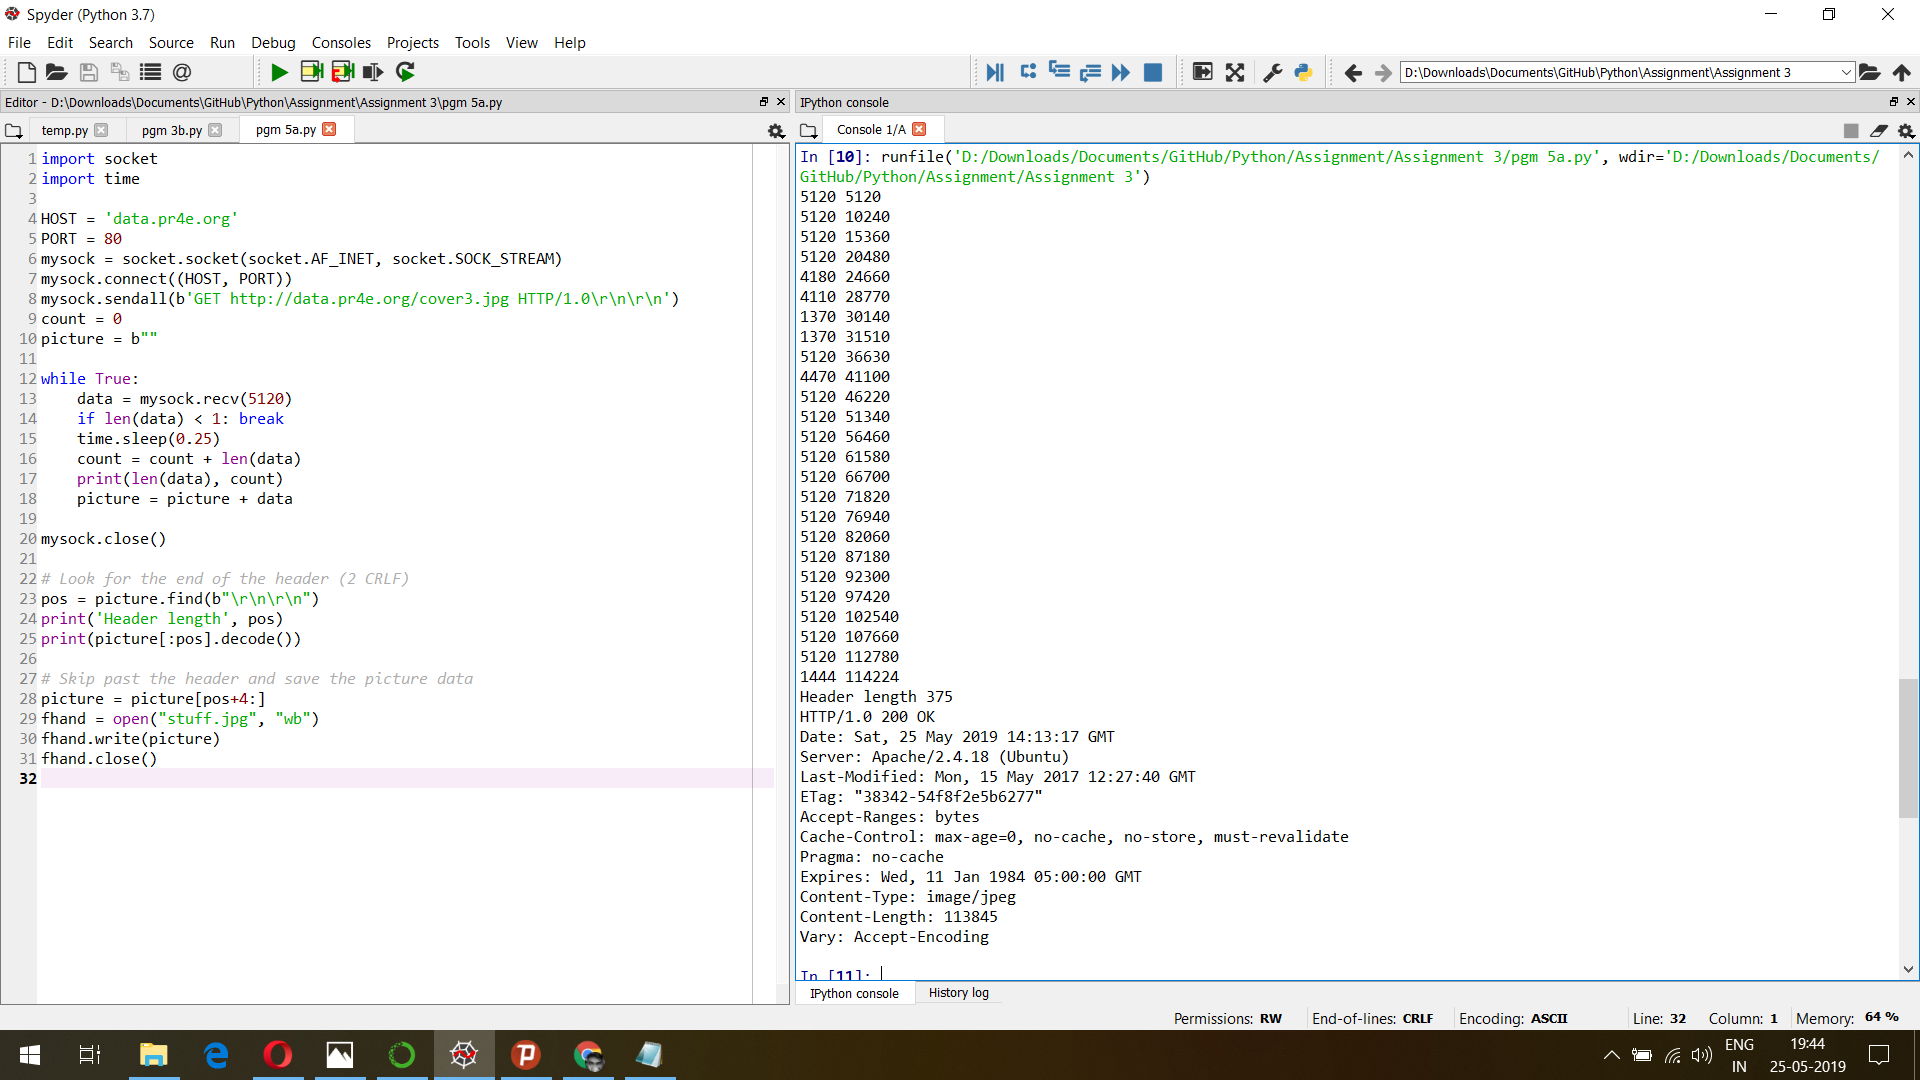 Spyder (Python 3.7)
File Edit Search Source Run Debug Consoles Projects Tools View Help
D:\Downloads\Documents\GitHub\Python\Assignment\Assignment 3
Editor - D:\Downloads\Documents\GitHub\Python\Assignment\Assignment 3\pgm 5a.py
temp.py pgm 3b.py pgm 5a.py
1 import socket
2 import time
3
4 HOST = 'data.pr4e.org'
5 PORT = 80
6 mysock = socket.socket(socket.AF_INET, socket.SOCK_STREAM)
7 mysock.connect((HOST, PORT))
8 mysock.sendall(b'GET http://data.pr4e.org/cover3.jpg HTTP/1.0\r\n\r\n')
9 count = 0
10 picture = b""
11
12 while True:
13     data = mysock.recv(5120)
14     if len(data) < 1: break
15     time.sleep(0.25)
16     count = count + len(data)
17     print(len(data), count)
18     picture = picture + data
19
20 mysock.close()
21
22 # Look for the end of the header (2 CRLF)
23 pos = picture.find(b"\r\n\r\n")
24 print('Header length', pos)
25 print(picture[:pos].decode())
26
27 # Skip past the header and save the picture data
28 picture = picture[pos+4:]
29 fhand = open("stuff.jpg", "wb")
30 fhand.write(picture)
31 fhand.close()
32
IPython console
Console 1/A
In [10]: runfile('D:/Downloads/Documents/GitHub/Python/Assignment/Assignment 3/pgm 5a.py', wdir='D:/Downloads/Documents/
GitHub/Python/Assignment/Assignment 3')
5120 5120
5120 10240
5120 15360
5120 20480
4180 24660
4110 28770
1370 30140
1370 31510
5120 36630
4470 41100
5120 46220
5120 51340
5120 56460
5120 61580
5120 66700
5120 71820
5120 76940
5120 82060
5120 87180
5120 92300
5120 97420
5120 102540
5120 107660
5120 112780
1444 114224
Header length 375
HTTP/1.0 200 OK
Date: Sat, 25 May 2019 14:13:17 GMT
Server: Apache/2.4.18 (Ubuntu)
Last-Modified: Mon, 15 May 2017 12:27:40 GMT
ETag: "38342-54f8f2e5b6277"
Accept-Ranges: bytes
Cache-Control: max-age=0, no-cache, no-store, must-revalidate
Pragma: no-cache
Expires: Wed, 11 Jan 1984 05:00:00 GMT
Content-Type: image/jpeg
Content-Length: 113845
Vary: Accept-Encoding
In [11]:
IPython console History log
Permissions: RW End-of-lines: CRLF Encoding: ASCII Line: 32 Column: 1 Memory: 64 %
ENG
IN
19:44
25-05-2019